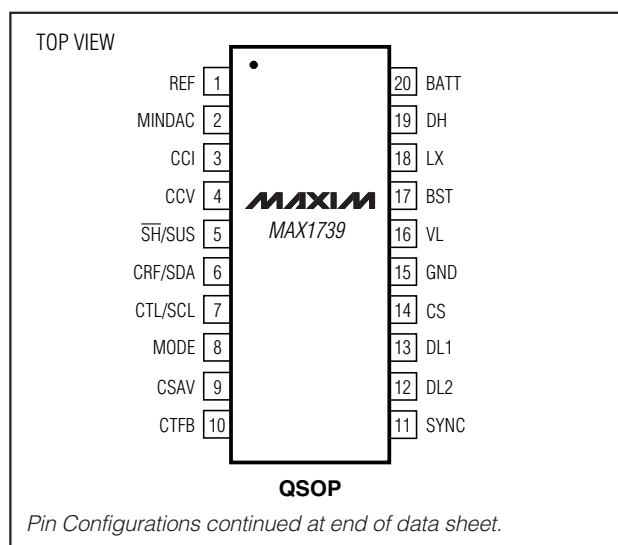 TOP VIEW
REF 1
MINDAC 2
CCI 3
CCV 4
S̅H̅/SUS 5
CRF/SDA 6
CTL/SCL 7
MODE 8
CSAV 9
CTFB 10
MAXIM
MAX1739
20 BATT
19 DH
18 LX
17 BST
16 VL
15 GND
14 CS
13 DL1
12 DL2
11 SYNC
QSOP
Pin Configurations continued at end of data sheet.